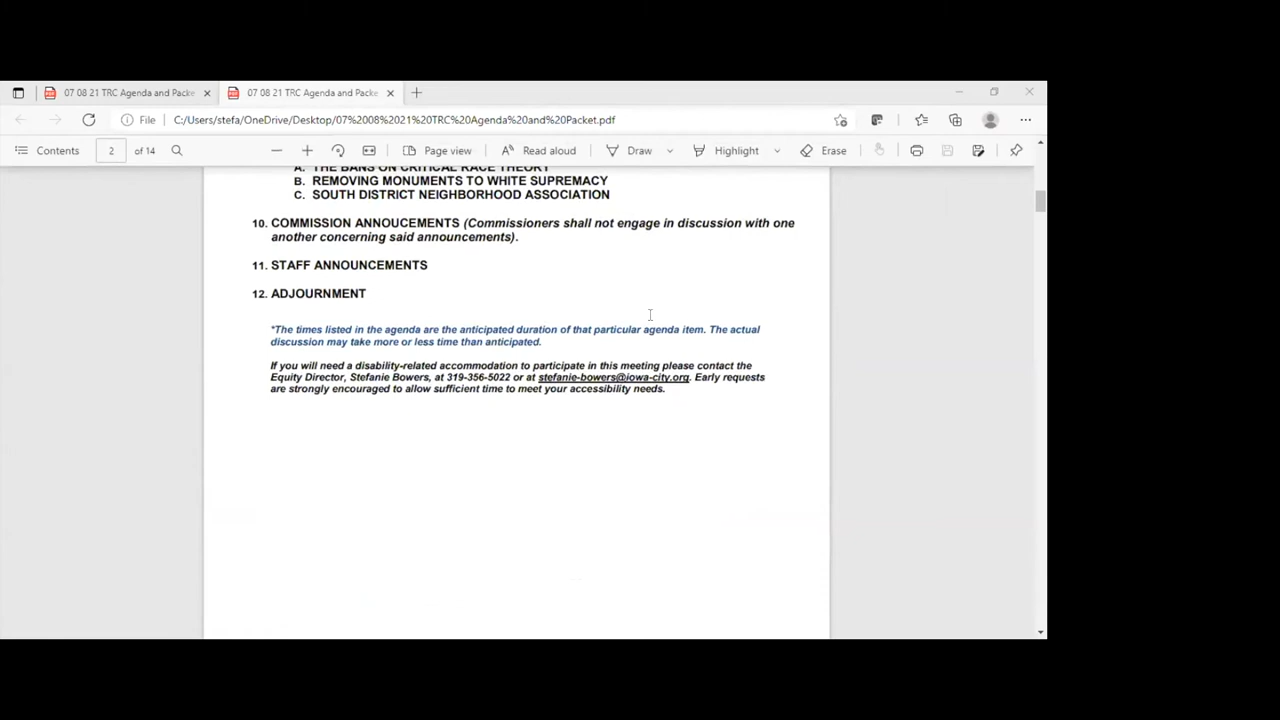 07 08 21 TRC Agenda and Packe
07 08 21 TRC Agenda and Packe
File
C:/Users/stefa/OneDrive/Desktop/07%2008%2021%20TRC%20Agenda%20and%20Packet.pdf
Contents
2
of 14
Page view
Read aloud
Draw
Highlight
Erase
A. THE BANS ON CRITICAL RACE THEORY
B. REMOVING MONUMENTS TO WHITE SUPREMACY
C. SOUTH DISTRICT NEIGHBORHOOD ASSOCIATION
10. COMMISSION ANNOUCEMENTS (Commissioners shall not engage in discussion with one
another concerning said announcements).
11. STAFF ANNOUNCEMENTS
12. ADJOURNMENT
*The times listed in the agenda are the anticipated duration of that particular agenda item. The actual
discussion may take more or less time than anticipated.
If you will need a disability-related accommodation to participate in this meeting please contact the
Equity Director, Stefanie Bowers, at 319-356-5022 or at stefanie-bowers@iowa-city.org. Early requests
are strongly encouraged to allow sufficient time to meet your accessibility needs.